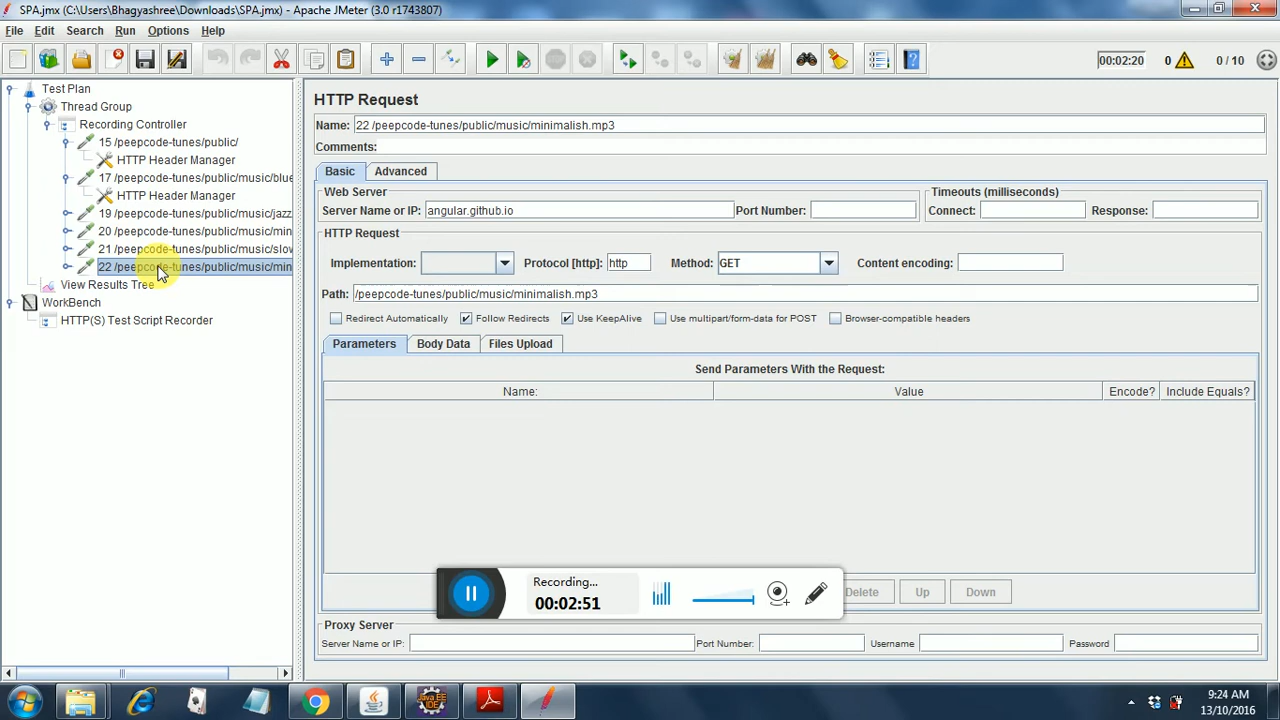 SPA.jmx (C:\Users\Bhagyashree\Downloads\SPA.jmx) - Apache JMeter (3.0 r1743807)
File Edit Search Run Options Help
00:02:20 0 0 / 10
Test Plan
Thread Group
Recording Controller
15 /peepcode-tunes/public/
HTTP Header Manager
17 /peepcode-tunes/public/music/blue
HTTP Header Manager
19 /peepcode-tunes/public/music/jazz
20 /peepcode-tunes/public/music/min
21 /peepcode-tunes/public/music/slow
22 /peepcode-tunes/public/music/min
View Results Tree
WorkBench
HTTP(S) Test Script Recorder
HTTP Request
Name: 22 /peepcode-tunes/public/music/minimalish.mp3
Comments:
Basic Advanced
Web Server
Server Name or IP: angular.github.io Port Number:
Timeouts (milliseconds)
Connect: Response:
HTTP Request
Implementation: Protocol [http]: http Method: GET Content encoding:
Path: /peepcode-tunes/public/music/minimalish.mp3
Redirect Automatically Follow Redirects Use KeepAlive Use multipart/form-data for POST Browser-compatible headers
Parameters Body Data Files Upload
Send Parameters With the Request:
Name: Value Encode? Include Equals?
Recording...
00:02:51
Delete Up Down
Proxy Server
Server Name or IP: Port Number: Username Password
Java EE
IDE
9:24 AM
13/10/2016